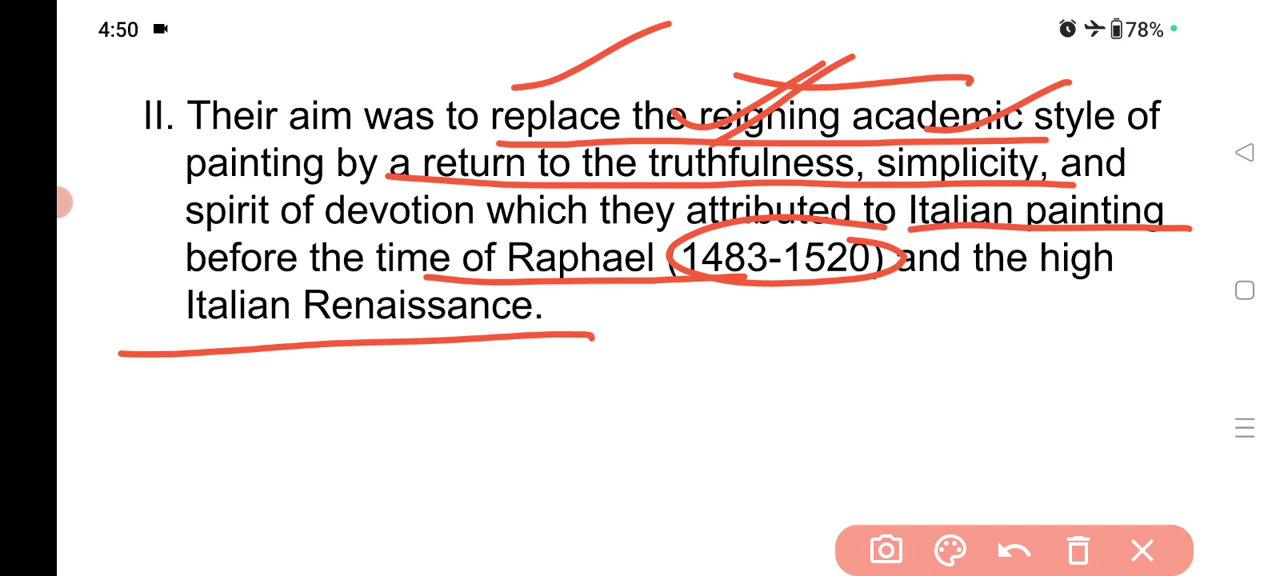 4:50
78%
II. Their aim was to replace the reigning academic style of
painting by a return to the truthfulness, simplicity, and
spirit of devotion which they attributed to Italian painting
before the time of Raphael (1483-1520) and the high
Italian Renaissance.